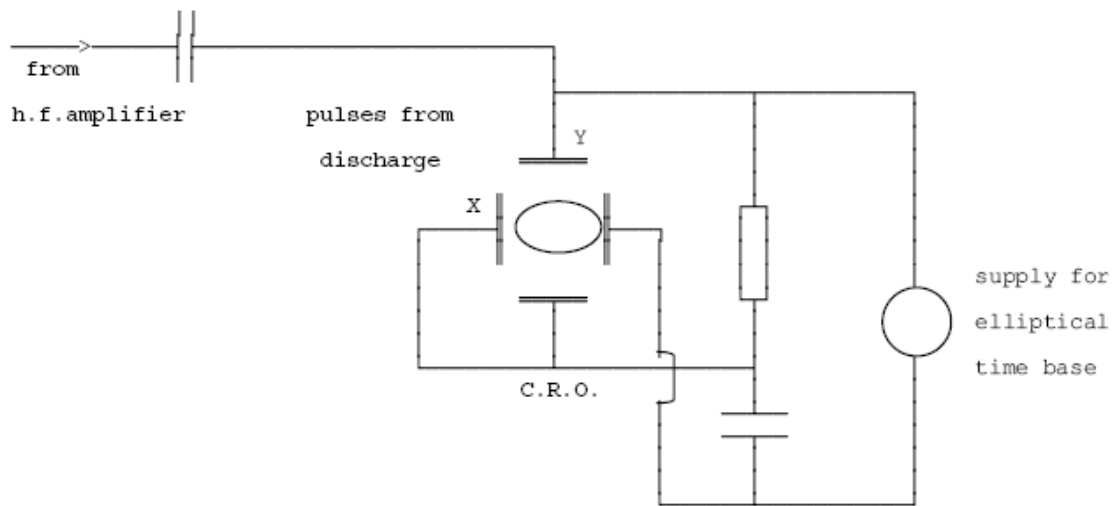 from
h.f.amplifier
pulses from
discharge
Y
X
C.R.O.
supply for
elliptical
time base